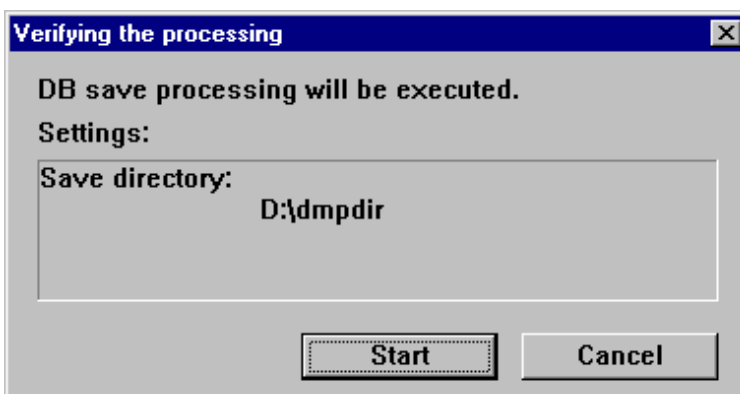 Verifying the processing
DB save processing will be executed.
Settings:
Save directory:
D:\dmpdir
Start Cancel